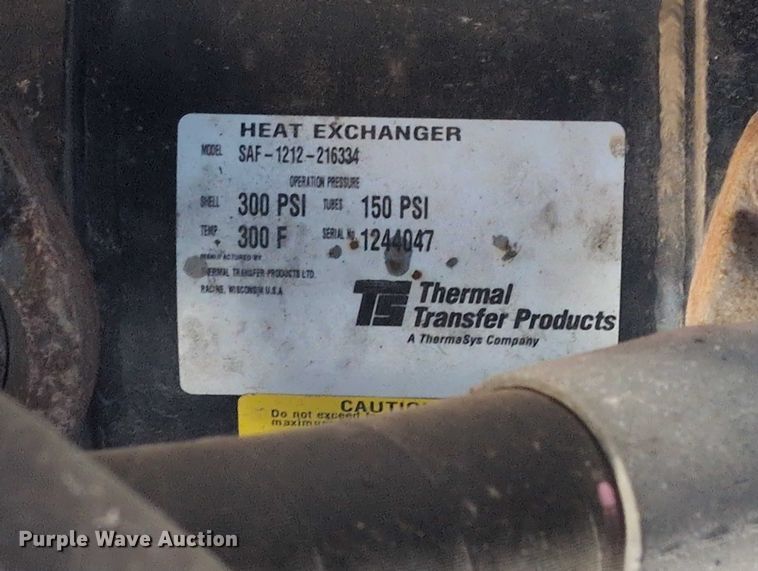 HEAT EXCHANGER
MODEL SAF-1212-216334
OPERATION PRESSURE
SHELL 300 PSI TUBES 150 PSI
TEMP 300 F SERIAL No. 1244047
MANUFACTURED BY
THERMAL TRANSFER PRODUCTS LTD.
RACINE, WISCONSIN U.S.A.
TS Thermal
Transfer Products
A ThermaSys Company
CAUTION
Do not exceed
maximum
Purple Wave Auction